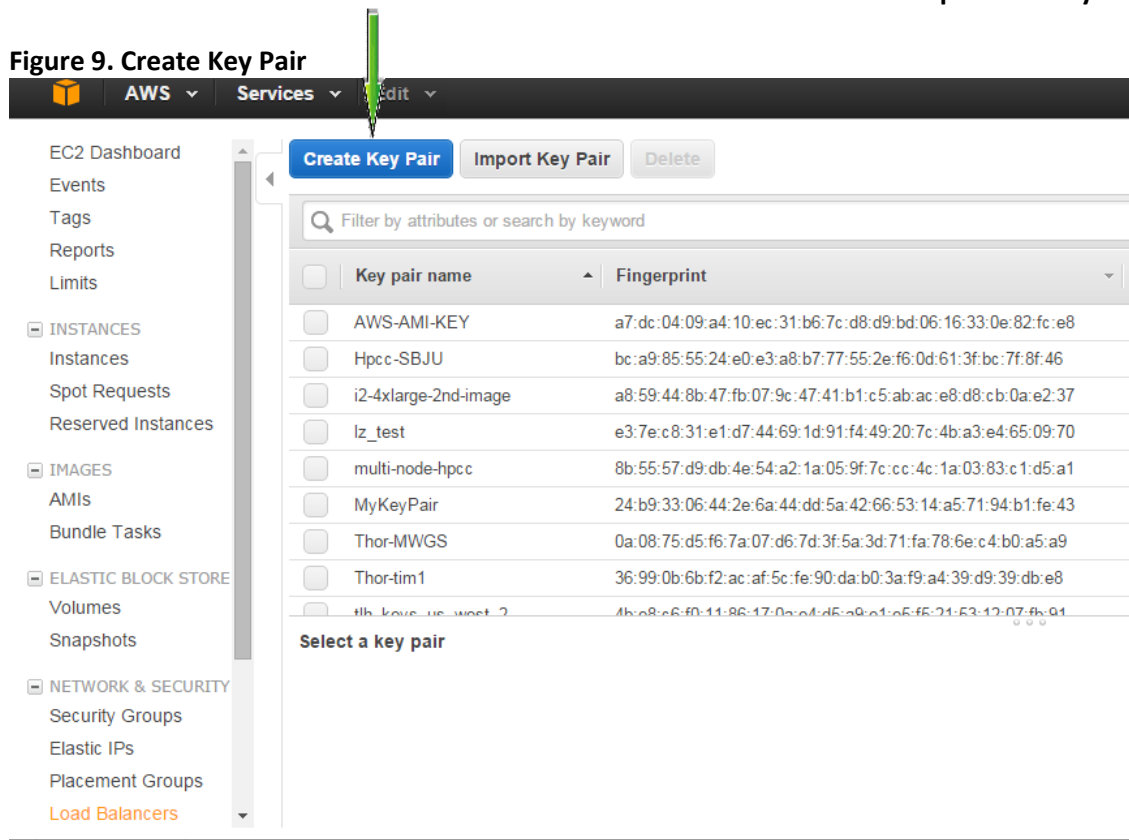 Figure 9. Create Key Pair
AWS Services Edit
EC2 Dashboard
Events
Tags
Reports
Limits
INSTANCES
Instances
Spot Requests
Reserved Instances
IMAGES
AMIs
Bundle Tasks
ELASTIC BLOCK STORE
Volumes
Snapshots
NETWORK & SECURITY
Security Groups
Elastic IPs
Placement Groups
Load Balancers
Create Key Pair Import Key Pair Delete
Filter by attributes or search by keyword
Key pair name Fingerprint
AWS-AMI-KEY a7:dc:04:09:a4:10:ec:31:b6:7c:d8:d9:bd:06:16:33:0e:82:fc:e8
Hpcc-SBJU bc:a9:85:55:24:e0:e3:a8:b7:77:55:2e:f6:0d:61:3f:bc:7f:8f:46
i2-4xlarge-2nd-image a8:59:44:8b:47:fb:07:9c:47:41:b1:c5:ab:ac:e8:d8:cb:0a:e2:37
lz_test e3:7e:c8:31:e1:d7:44:69:1d:91:f4:49:20:7c:4b:a3:e4:65:09:70
multi-node-hpcc 8b:55:57:d9:db:4e:54:a2:1a:05:9f:7c:cc:4c:1a:03:83:c1:d5:a1
MyKeyPair 24:b9:33:06:44:2e:6a:44:dd:5a:42:66:53:14:a5:71:94:b1:fe:43
Thor-MWGS 0a:08:75:d5:f6:7a:07:d6:7d:3f:5a:3d:71:fa:78:6e:c4:b0:a5:a9
Thor-tim1 36:99:0b:6b:f2:ac:af:5c:fe:90:da:b0:3a:f9:a4:39:d9:39:db:e8
Select a key pair